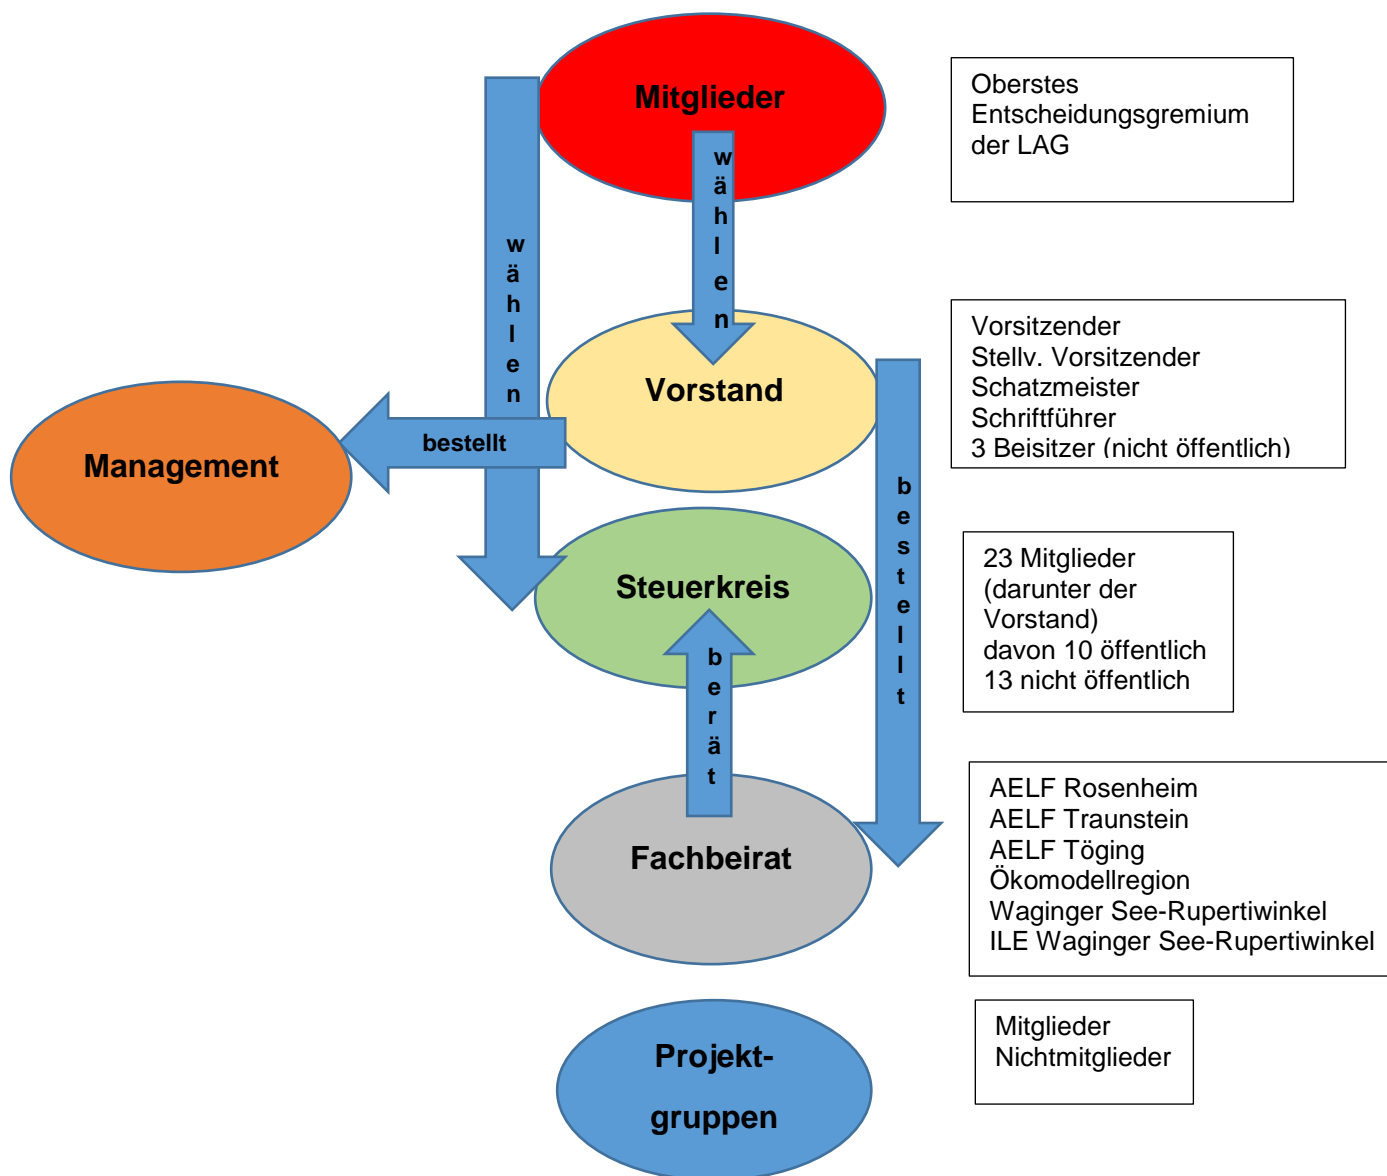 Mitglieder
wählen
wählen
Oberstes
Entscheidungsgremium
der LAG
Vorstand
Vorsitzender
Stellv. Vorsitzender
Schatzmeister
Schriftführer
3 Beisitzer (nicht öffentlich)
bestellt
Management
bestellt
Steuerkreis
23 Mitglieder
(darunter der
Vorstand)
davon 10 öffentlich
13 nicht öffentlich
berät
Fachbeirat
AELF Rosenheim
AELF Traunstein
AELF Töging
Ökomodellregion
Waginger See-Rupertiwinkel
ILE Waginger See-Rupertiwinkel
Projekt-
gruppen
Mitglieder
Nichtmitglieder